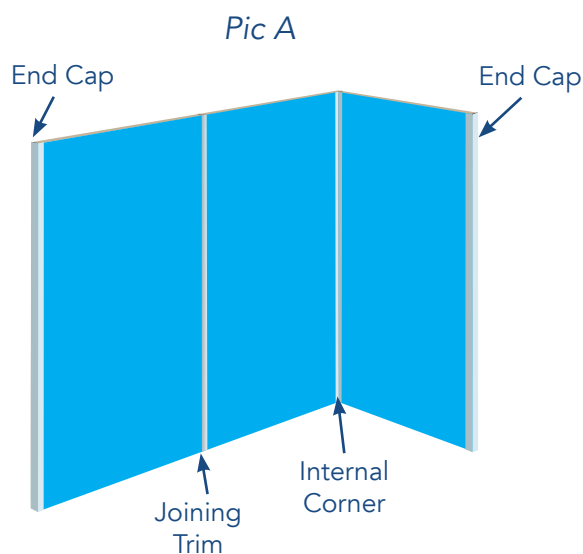 Pic A
End Cap
End Cap
Internal
Corner
Joining
Trim